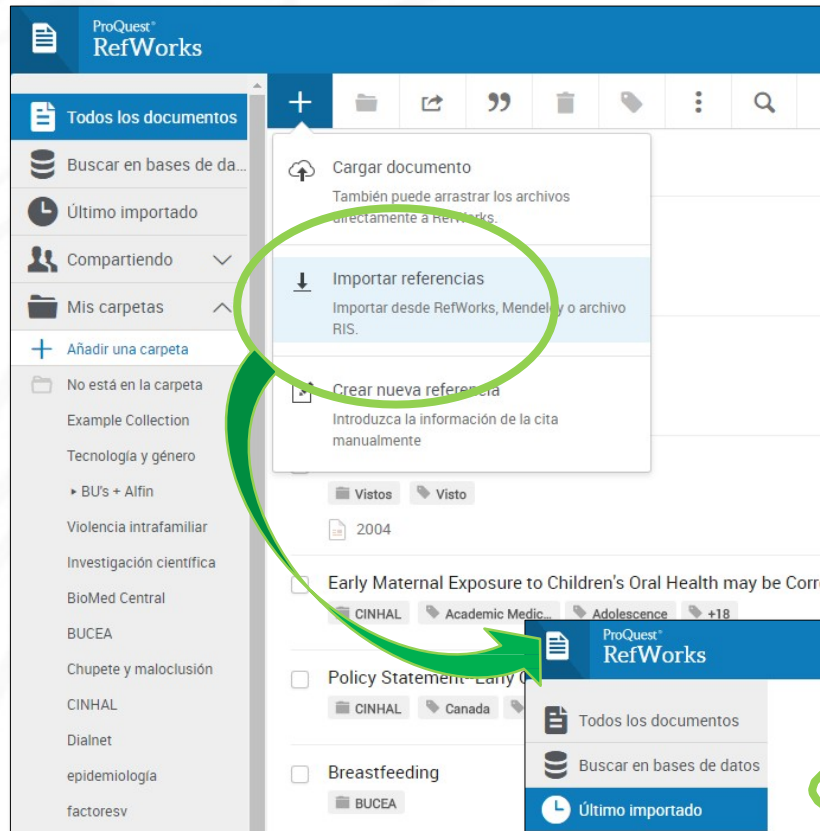 ProQuest®
RefWorks
Todos los documentos
Buscar en bases de da...
Último importado
Compartiendo
Mis carpetas
Añadir una carpeta
No está en la carpeta
Example Collection
Tecnología y género
BU's + Alfin
Violencia intrafamiliar
Investigación científica
BioMed Central
BUCEA
Chupete y maloclusión
CINHAL
Dialnet
epidemiología
factoresv
Cargar documento
También puede arrastrar los archivos
directamente a RefWorks.
Importar referencias
Importar desde RefWorks, Mendeley o archivo
RIS.
Crear nueva referencia
Introduzca la información de la cita
manualmente
Vistos Visto
2004
Early Maternal Exposure to Children's Oral Health may be Corr
CINHAL Academic Medic... Adolescence +18
Policy Statement- Early
CINHAL Canada
Breastfeeding
BUCEA
ProQuest®
RefWorks
Todos los documentos
Buscar en bases de datos
Último importado